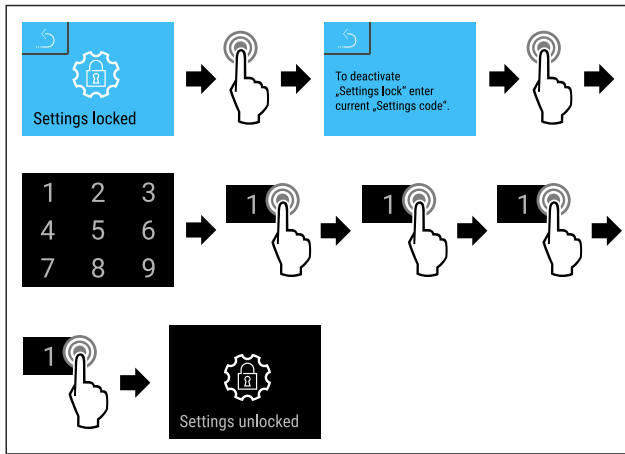 Settings locked
To deactivate
„Settings lock“ enter
current „Settings code“.
1 2 3
4 5 6
7 8 9
1
1
1
1
Settings unlocked